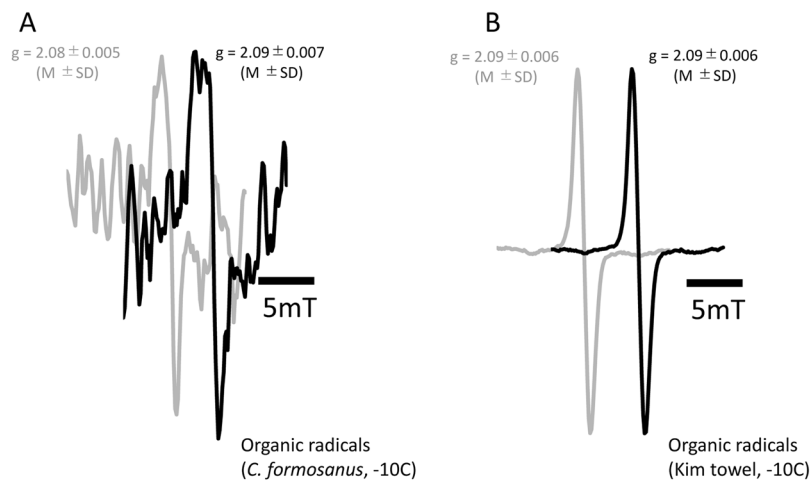 A
g = 2.08 ± 0.005
(M ± SD)
g = 2.09 ± 0.007
(M ± SD)
5mT
Organic radicals
(C. formosanus, -10C)
B
g = 2.09 ± 0.006
(M ± SD)
g = 2.09 ± 0.006
(M ± SD)
5mT
Organic radicals
(Kim towel, -10C)